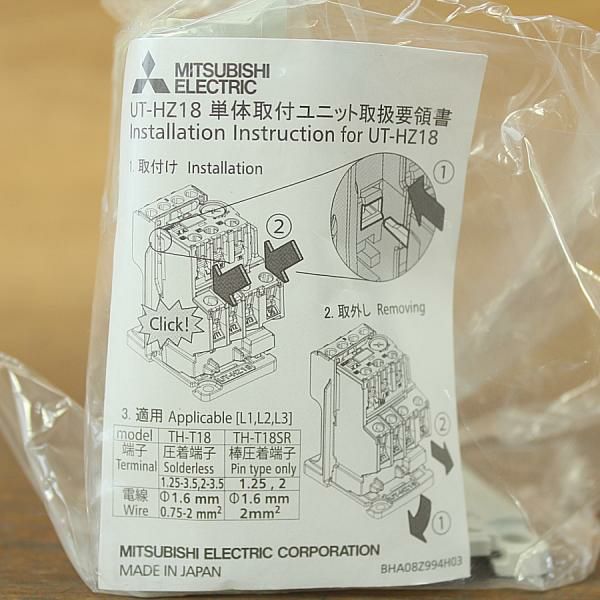 MITSUBISHI
ELECTRIC
UT-HZ18 単体取付ユニット取扱要領書
Installation Instruction for UT-HZ18
1. 取付け Installation
①
②
Click!
2. 取外し Removing
②
①
3. 適用 Applicable [L1,L2,L3]
model TH-T18 TH-T18SR
端子 圧着端子 棒圧着端子
Terminal Solderless Pin type only
1.25-3.5,2-3.5 1.25 , 2
電線 Φ1.6 mm Φ1.6 mm
Wire 0.75-2 mm² 2mm²
MITSUBISHI ELECTRIC CORPORATION
MADE IN JAPAN
BHA08Z994H03